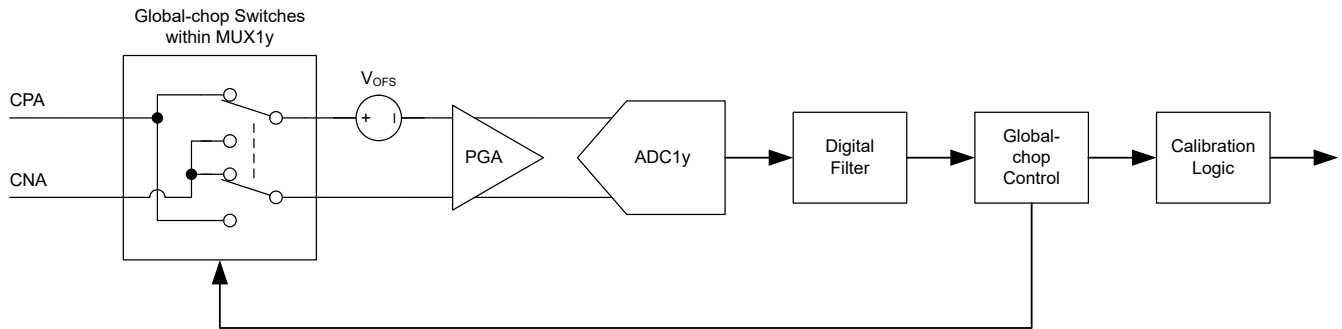 Global-chop Switches
within MUX1y
CPA
CNA
VOFS
+
PGA
ADC1y
Digital
Filter
Global-
chop
Control
Calibration
Logic